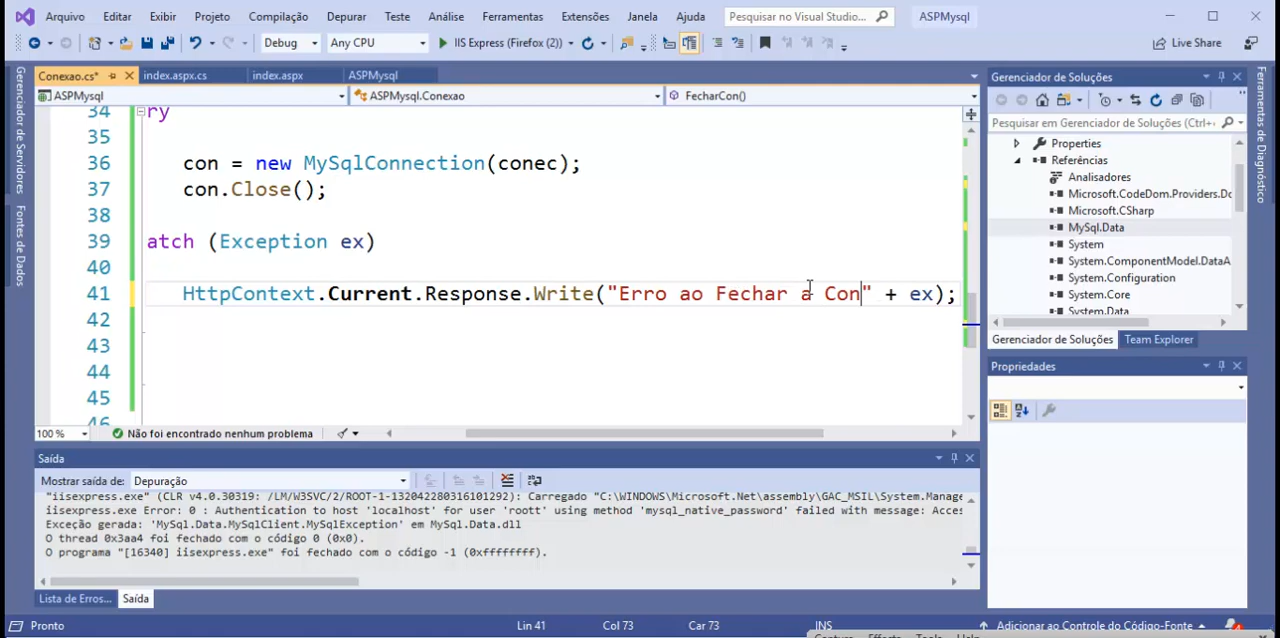 Arquivo Editar Exibir Projeto Compilação Depurar Teste Análise Ferramentas Extensões Janela Ajuda Pesquisar no Visual Studio... ASPMysql
Debug Any CPU IIS Express (Firefox (2)) Live Share
Conexao.cs* index.aspx.cs index.aspx ASPMysql
ASPMysql ASPMysql.Conexao FecharCon()
34 ry
35
36 con = new MySqlConnection(conec);
37 con.Close();
38
39 atch (Exception ex)
40
41 HttpContext.Current.Response.Write("Erro ao Fechar a Con" + ex);
42
43
44
45
46
100 % Não foi encontrado nenhum problema
Saída
Mostrar saída de: Depuração
"iisexpress.exe" (CLR v4.0.30319: /LM/W3SVC/2/ROOT-1-132042280316101292): Carregado "C:\WINDOWS\Microsoft.Net\assembly\GAC_MSIL\System.Manage
iisexpress.exe Error: 0 : Authentication to host 'localhost' for user 'roott' using method 'mysql_native_password' failed with message: Acces
Exceção gerada: 'MySql.Data.MySqlClient.MySqlException' em MySql.Data.dll
O thread 0x3aa4 foi fechado com o código 0 (0x0).
O programa "[16340] iisexpress.exe" foi fechado com o código -1 (0xffffffff).
Lista de Erros... Saída
Pronto Lin 41 Col 73 Car 73 INS Adicionar ao Controle do Código-Fonte 4
Gerenciador de Servidores
Fontes de Dados
Gerenciador de Soluções
Pesquisar em Gerenciador de Soluções (Ctrl+
Properties
Referências
Analisadores
Microsoft.CodeDom.Providers.Do
Microsoft.CSharp
MySql.Data
System
System.ComponentModel.DataA
System.Configuration
System.Core
System.Data
Gerenciador de Soluções Team Explorer
Propriedades
Ferramentas de Diagnóstico
Capture Effects Tools Help